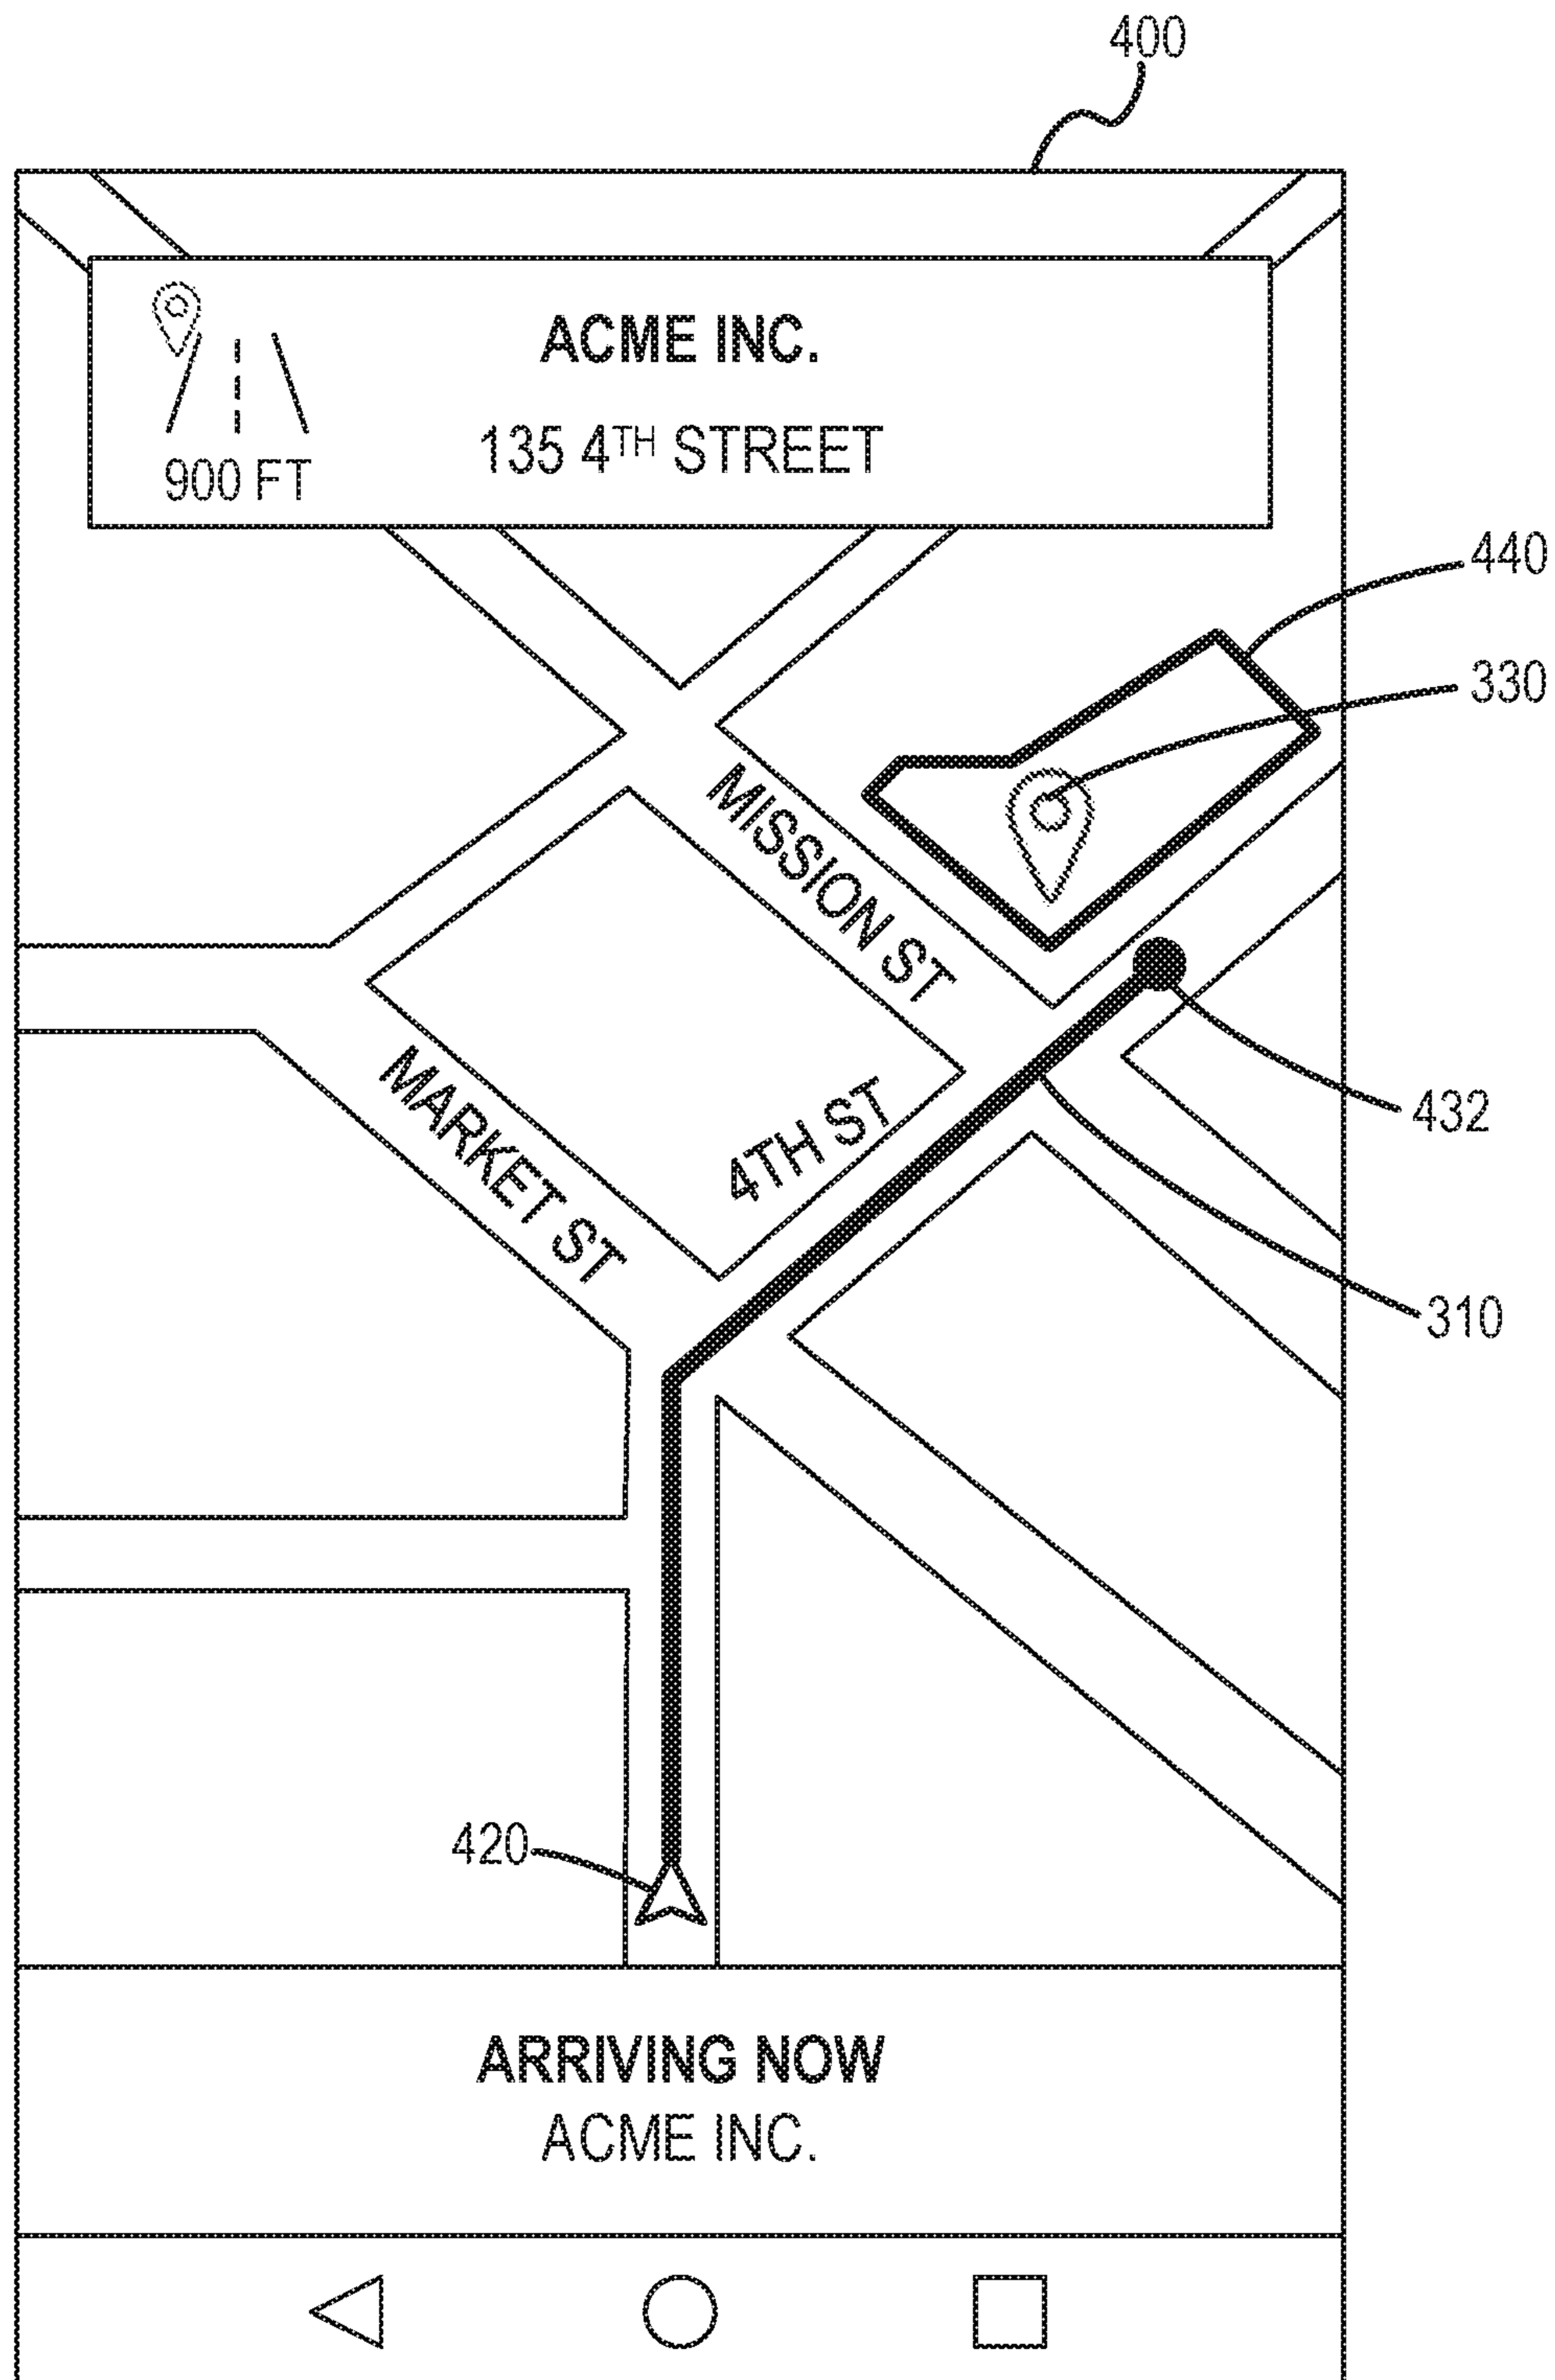 400
ACME INC.
135 4TH STREET
900 FT
440
330
MISSION ST
432
MARKET ST
4TH ST
310
420
ARRIVING NOW
ACME INC.